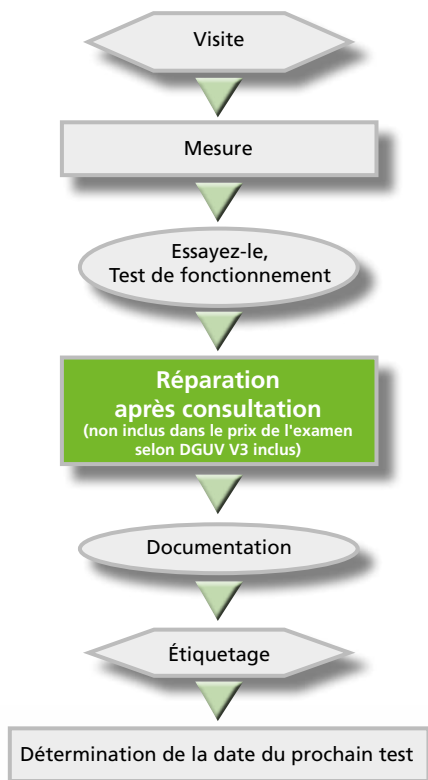 Visite
Mesure
Essayez-le,
Test de fonctionnement
Réparation
après consultation
(non inclus dans le prix de l'examen
selon DGUV V3 inclus)
Documentation
Étiquetage
Détermination de la date du prochain test